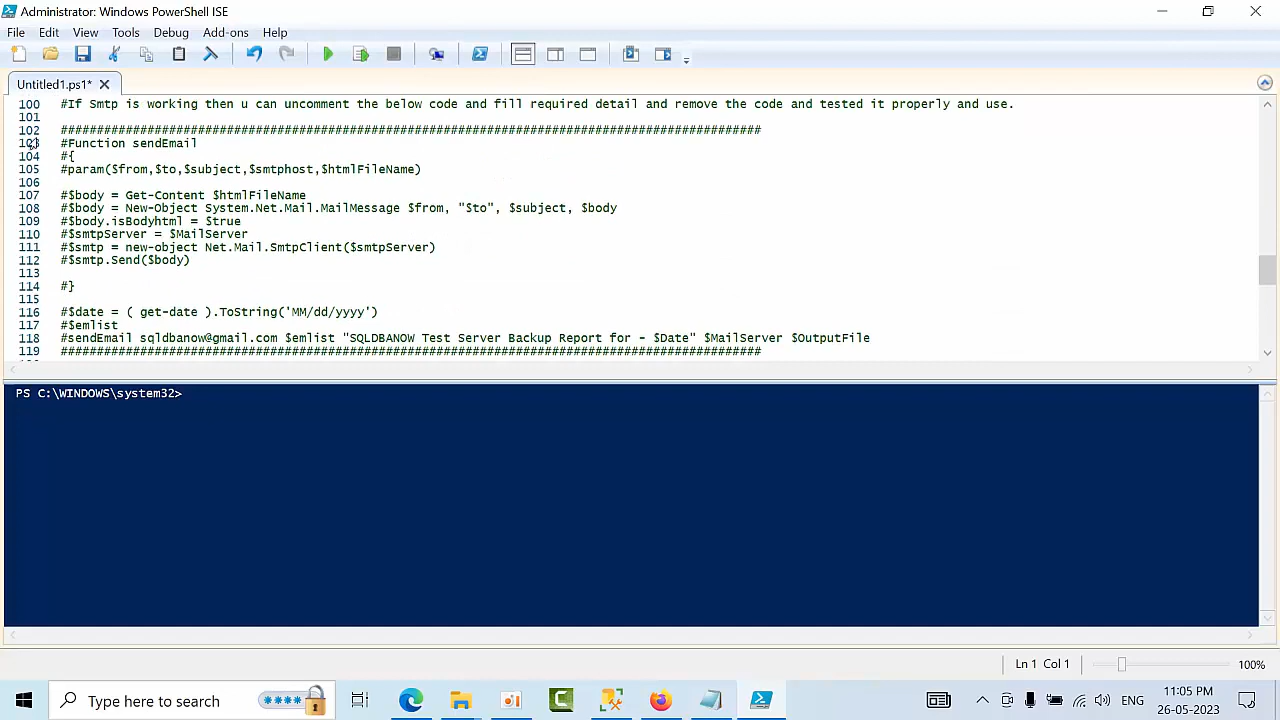 Administrator: Windows PowerShell ISE
File Edit View Tools Debug Add-ons Help
Untitled1.ps1*
100 #If Smtp is working then u can uncomment the below code and fill required detail and remove the code and tested it properly and use.
101
102 #################################################################################################
103 #Function sendEmail
104 #{
105 #param($from,$to,$subject,$smtphost,$htmlFileName)
106
107 #$body = Get-Content $htmlFileName
108 #$body = New-Object System.Net.Mail.MailMessage $from, "$to", $subject, $body
109 #$body.isBodyhtml = $true
110 #$smtpServer = $MailServer
111 #$smtp = new-object Net.Mail.SmtpClient($smtpServer)
112 #$smtp.Send($body)
113
114 #}
115
116 #$date = ( get-date ).ToString('MM/dd/yyyy')
117 #$emlist
118 #sendEmail sqldbanow@gmail.com $emlist "SQLDBANOW Test Server Backup Report for - $Date" $MailServer $OutputFile
119 #################################################################################################
PS C:\WINDOWS\system32>
Ln 1 Col 1 100%
Type here to search
ENG
11:05 PM
26-05-2023